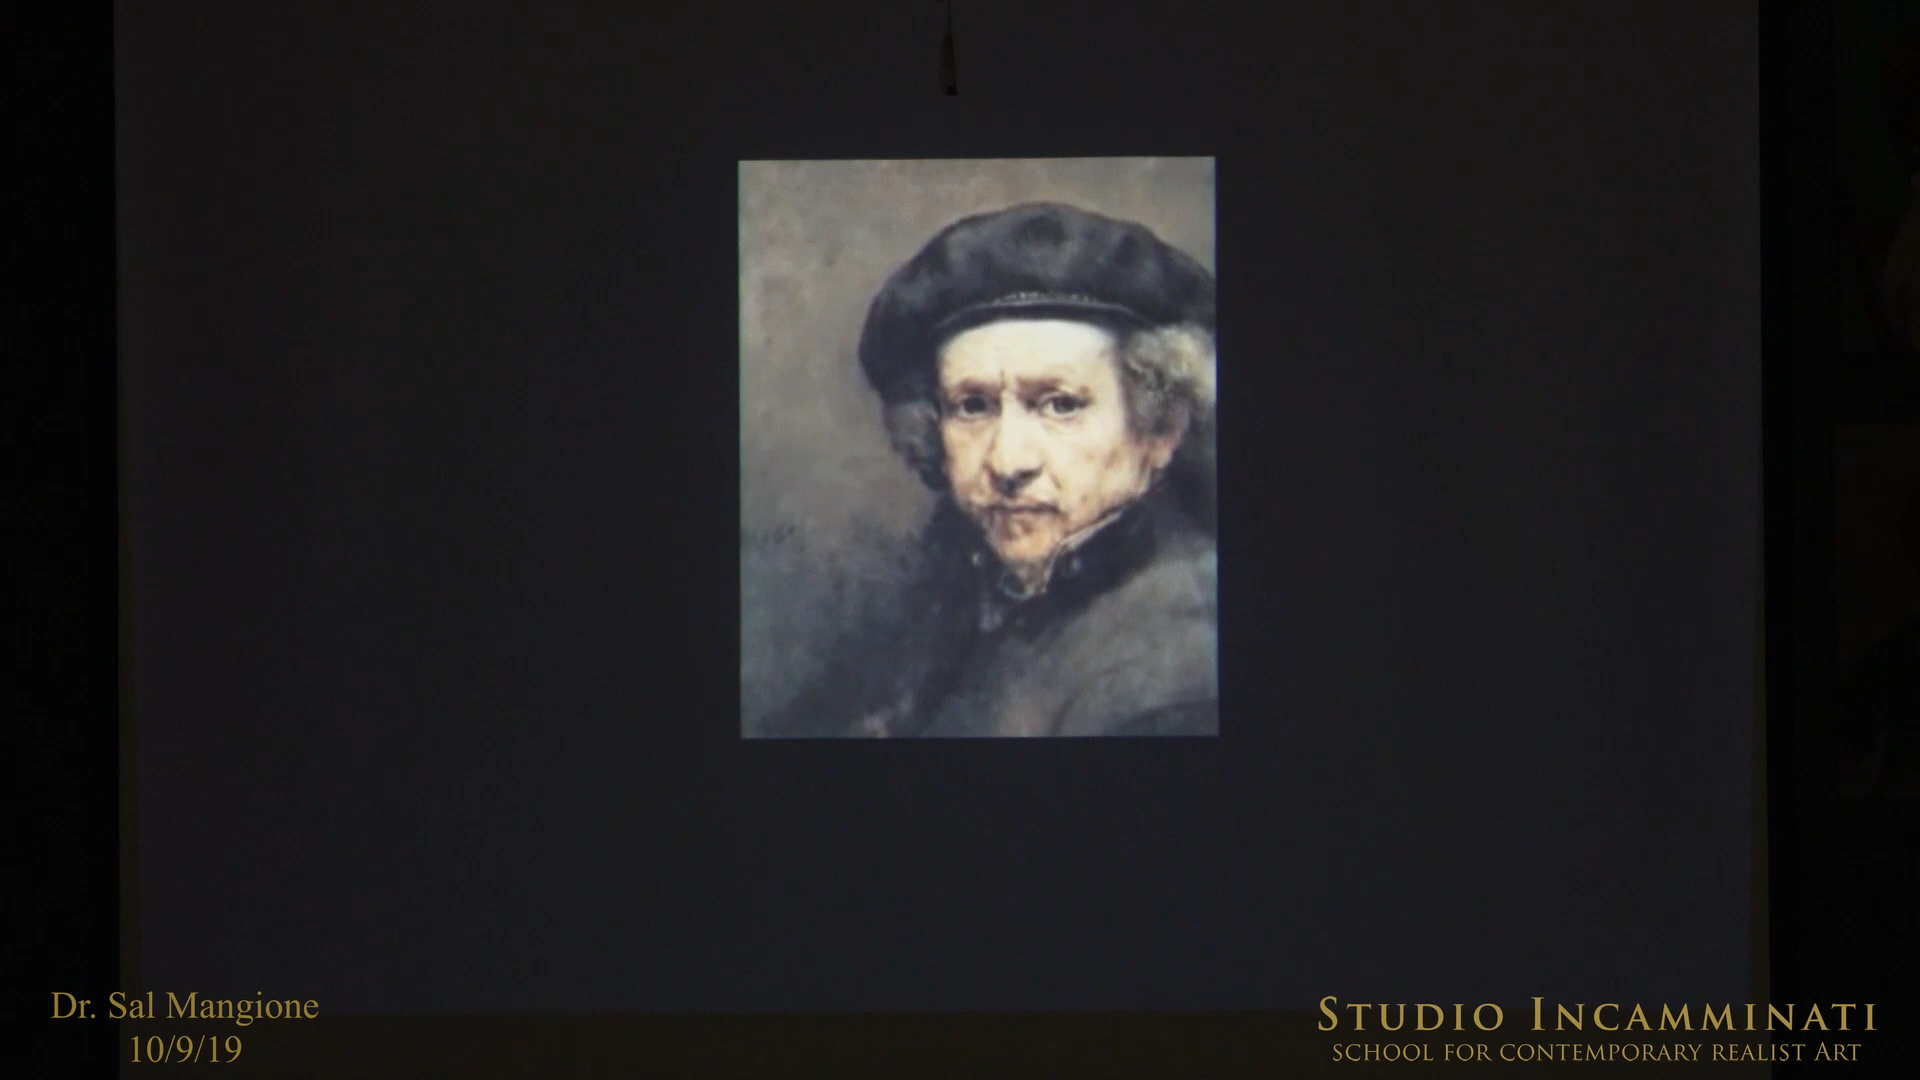 Dr. Sal Mangione
10/9/19
STUDIO INCAMMINATI
SCHOOL FOR CONTEMPORARY REALIST ART